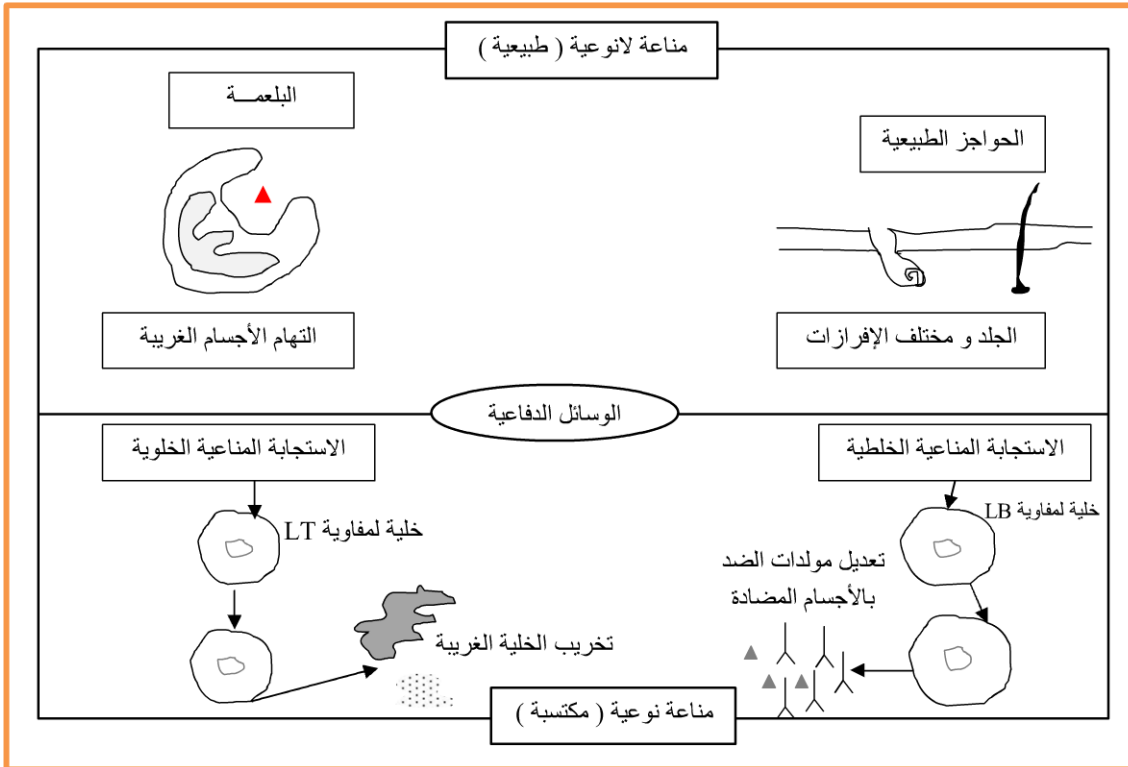 مناعة لانوعية ( طبيعية )
البلعمـــة
الحواجز الطبيعية
التهام الأجسام الغريبة
الجلد و مختلف الإفرازات
الوسائل الدفاعية
الاستجابة المناعية الخلطية
الاستجابة المناعية الخلوية
خلية لمفاوية LB
خلية لمفاوية LT
تعديل مولدات الضد
بالأجسام المضادة
تخريب الخلية الغريبة
مناعة نوعية ( مكتسبة )